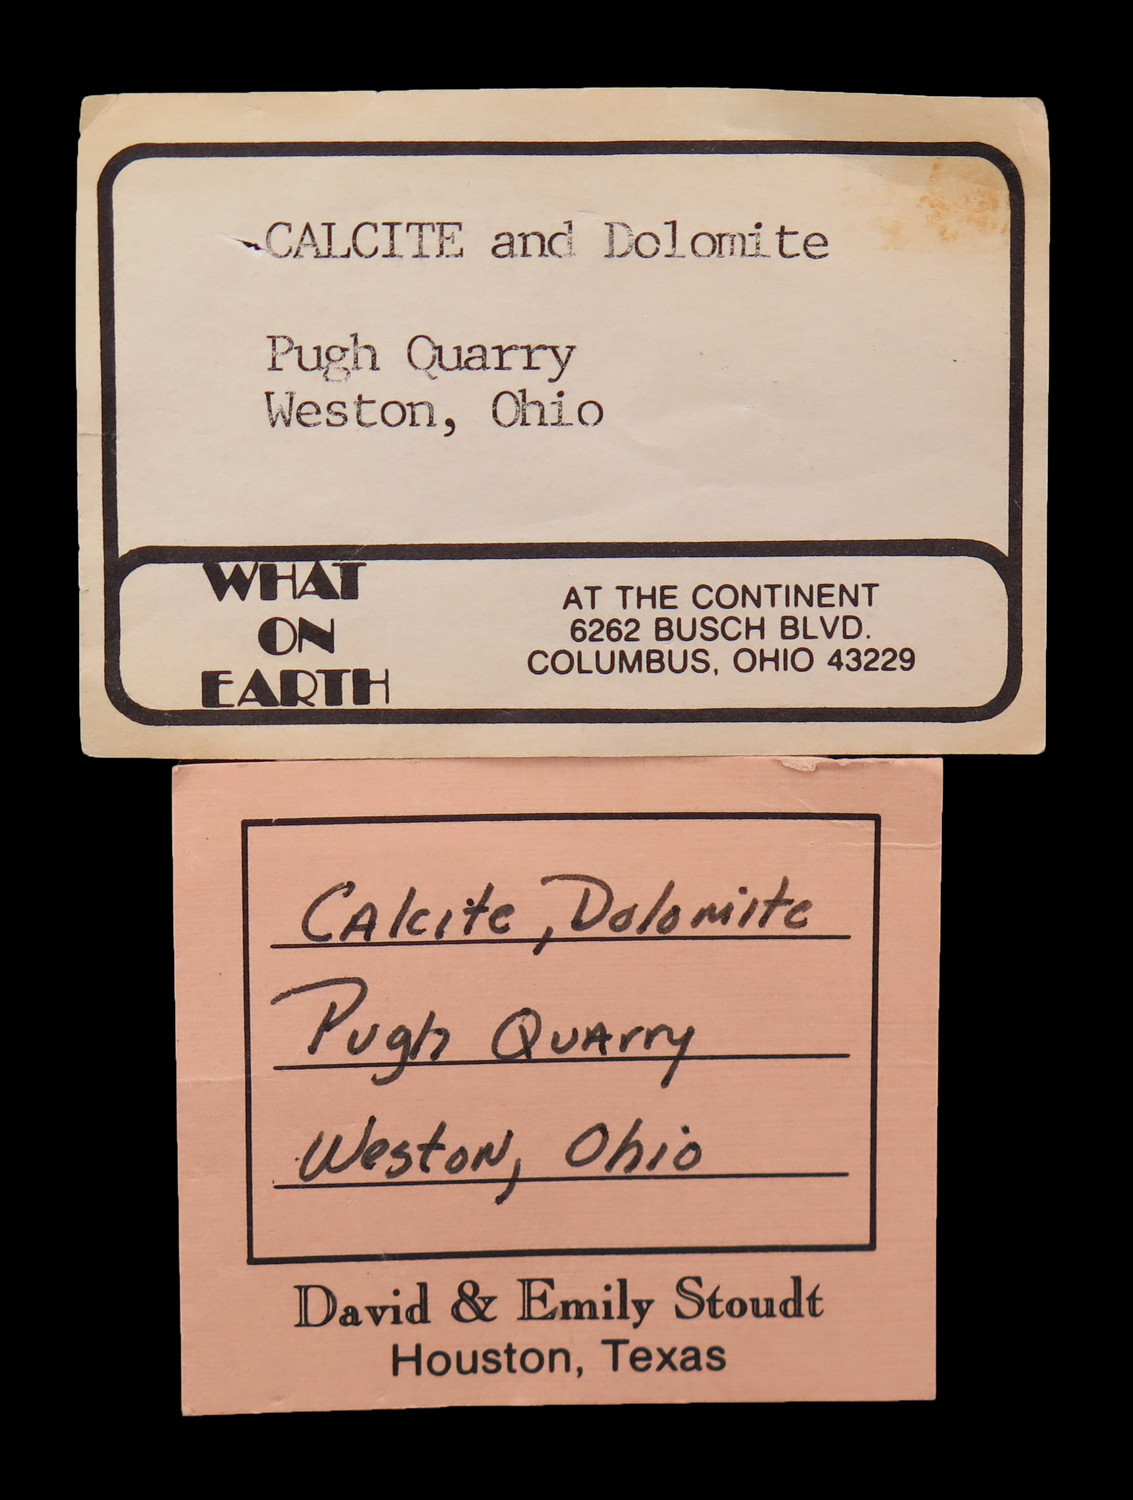 CALCITE and Dolomite
Pugh Quarry
Weston, Ohio
WHAT
ON
EARTH
AT THE CONTINENT
6262 BUSCH BLVD.
COLUMBUS, OHIO 43229
CAlcite, Dolomite
Pugh QuArry
Weston, Ohio
David & Emily Stoudt
Houston, Texas